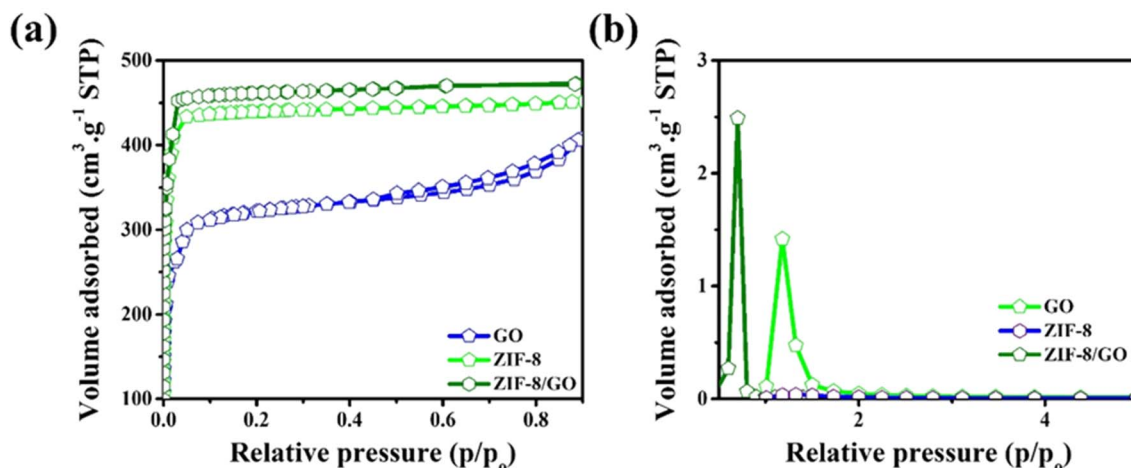 (a)
Volume adsorbed (cm³.g⁻¹ STP)
500
400
300
200
100
0.0 0.2 0.4 0.6 0.8
Relative pressure (p/pₒ)
GO
ZIF-8
ZIF-8/GO
(b)
Volume adsorbed (cm³.g⁻¹ STP)
3
2
1
0
2 4
Relative pressure (p/pₒ)
GO
ZIF-8
ZIF-8/GO